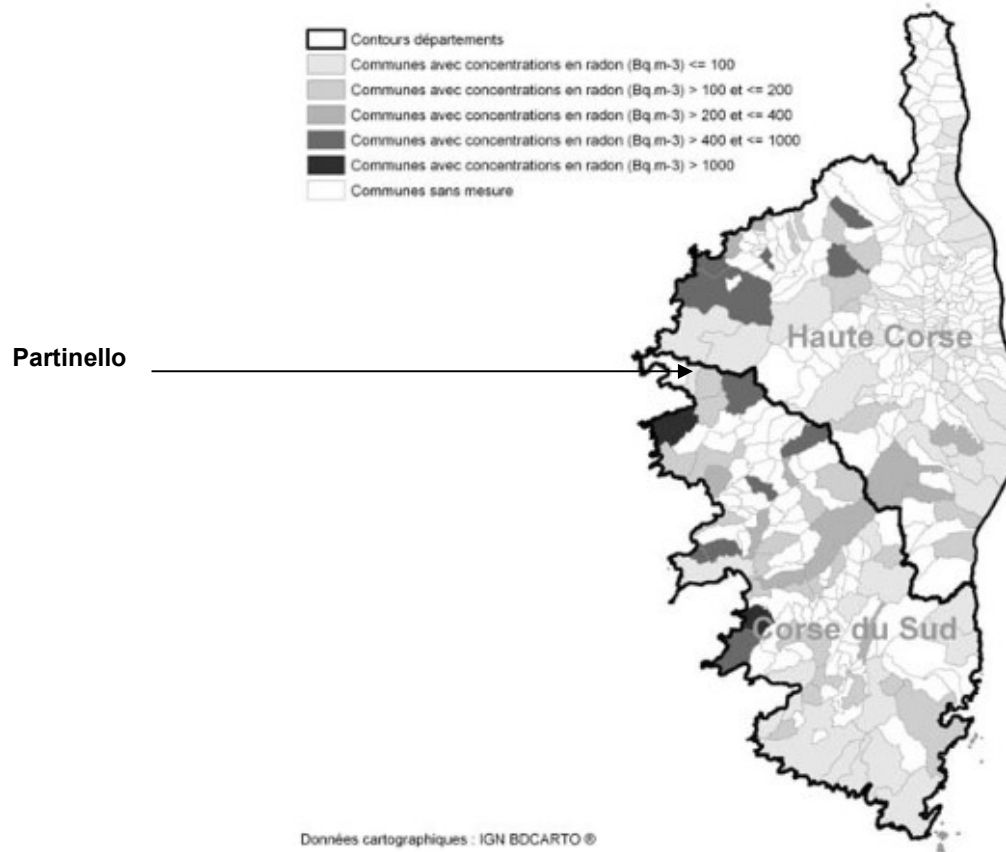 Contours départements
Communes avec concentrations en radon (Bq.m-3) <= 100
Communes avec concentrations en radon (Bq.m-3) > 100 et <= 200
Communes avec concentrations en radon (Bq.m-3) > 200 et <= 400
Communes avec concentrations en radon (Bq.m-3) > 400 et <= 1000
Communes avec concentrations en radon (Bq.m-3) > 1000
Communes sans mesure
Haute Corse
Partinello
Corse du Sud
Données cartographiques : IGN BDCARTO ®